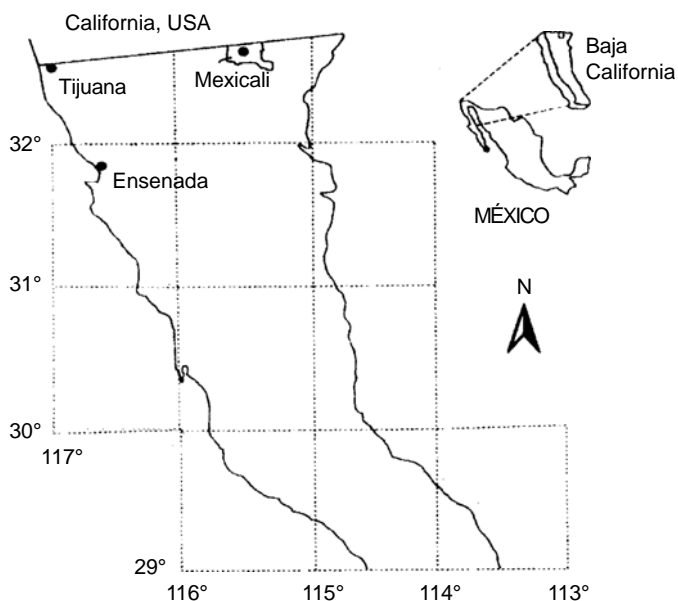 California, USA
Baja
California
Tijuana
Mexicali
32°
Ensenada
MÉXICO
31°
N
30°
117°
29°
116°
115°
114°
113°